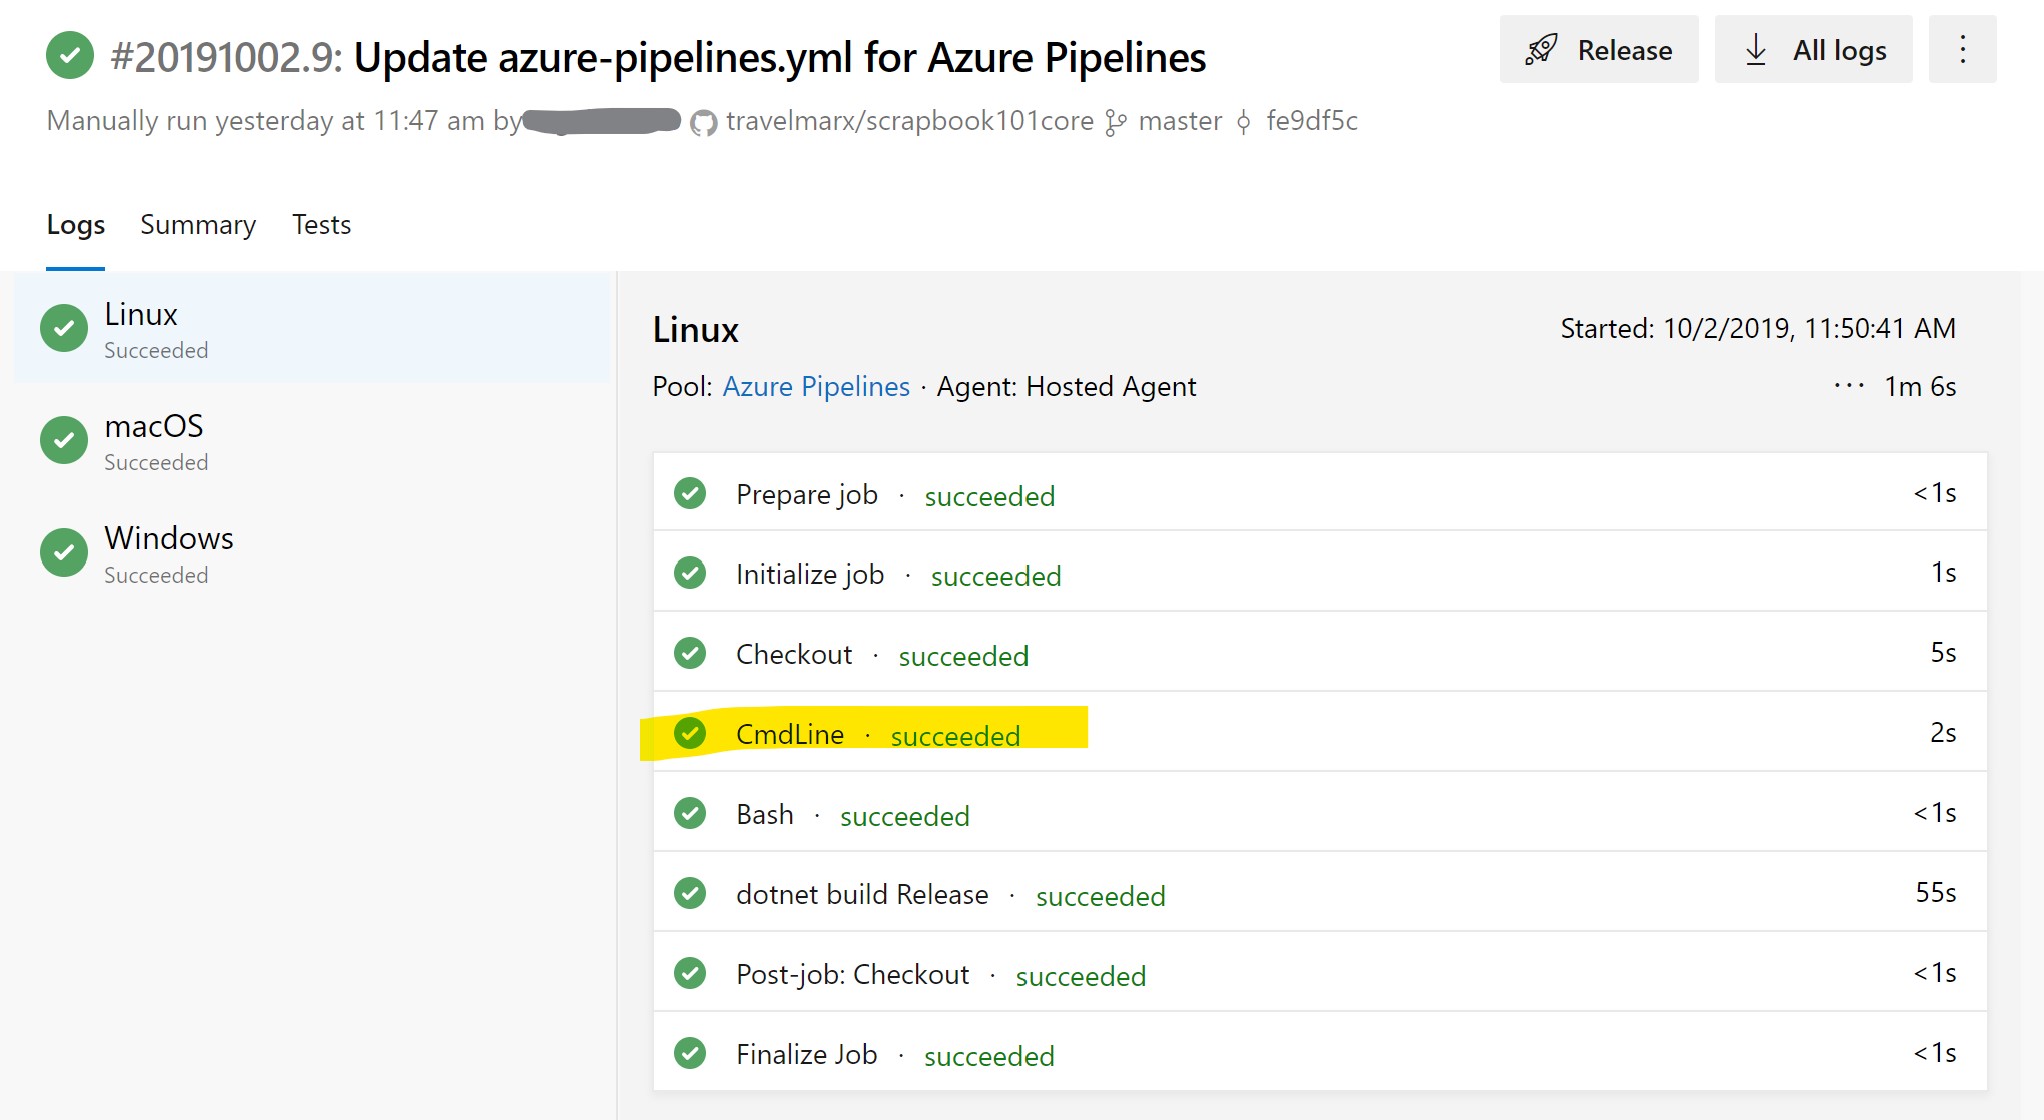 #20191002.9: Update azure-pipelines.yml for Azure Pipelines
Release
All logs
Manually run yesterday at 11:47 am by travelmarx/scrapbook101core master fe9df5c
Logs Summary Tests
Linux
Succeeded
macOS
Succeeded
Windows
Succeeded
Linux
Started: 10/2/2019, 11:50:41 AM
Pool: Azure Pipelines · Agent: Hosted Agent
··· 1m 6s
Prepare job · succeeded <1s
Initialize job · succeeded 1s
Checkout · succeeded 5s
CmdLine · succeeded 2s
Bash · succeeded <1s
dotnet build Release · succeeded 55s
Post-job: Checkout · succeeded <1s
Finalize Job · succeeded <1s